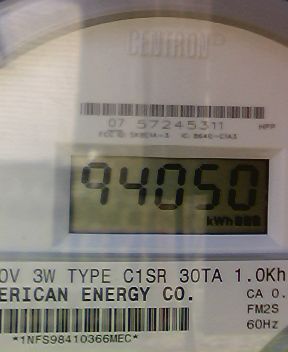 CENTRON
07 57245311
94050
kWh
0V 3W TYPE C1SR 30TA 1.0Kh
ERICAN ENERGY CO.
CA 0.
FM2S
60Hz
*1NFS98410366MEC*